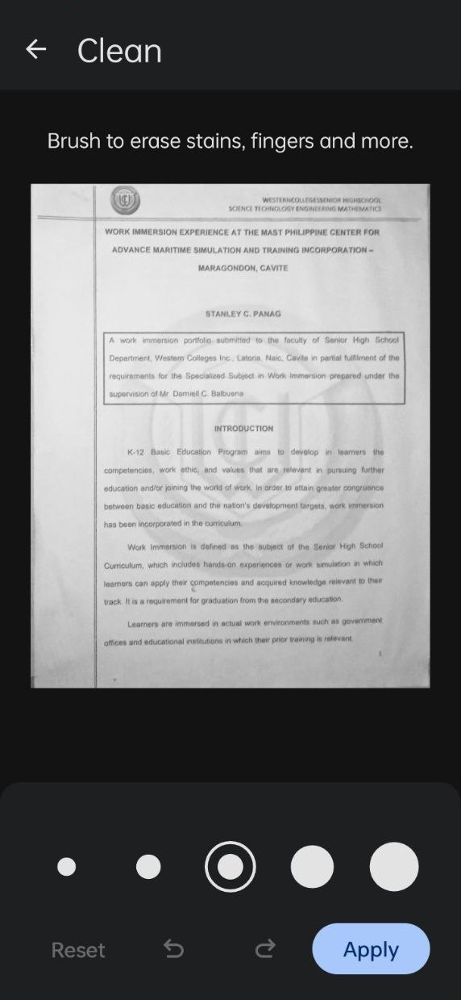 Clean
Brush to erase stains, fingers and more.
WESTERNCOLLEGESSENIOR HIGHSCHOOL
SCIENCE TECHNOLOGY ENGINEERING MATHEMATICS
WORK IMMERSION EXPERIENCE AT THE MAST PHILIPPINE CENTER FOR
ADVANCE MARITIME SIMULATION AND TRAINING INCORPORATION –
MARAGONDON, CAVITE
STANLEY C. PANAG
A work immersion portfolio submitted to the faculty of Senior High School
Department, Western Colleges Inc., Latoria, Naic, Cavite in partial fulfilment of the
requirements for the Specialized Subject in Work Immersion prepared under the
supervision of Mr. Darniell C. Balbuena
INTRODUCTION
K-12 Basic Education Program aims to develop in learners the
competencies, work ethic, and values that are relevant in pursuing further
education and/or joining the world of work. In order to attain greater congruence
between basic education and the nation's development targets, work immersion
has been incorporated in the curriculum.
Work Immersion is defined as the subject of the Senior High School
Curriculum, which includes hands-on experiences or work simulation in which
learners can apply their competencies and acquired knowledge relevant to their
track. It is a requirement for graduation from the secondary education.
Learners are immersed in actual work environments such as government
offices and educational institutions in which their prior training is relevant.
1
Reset
Apply